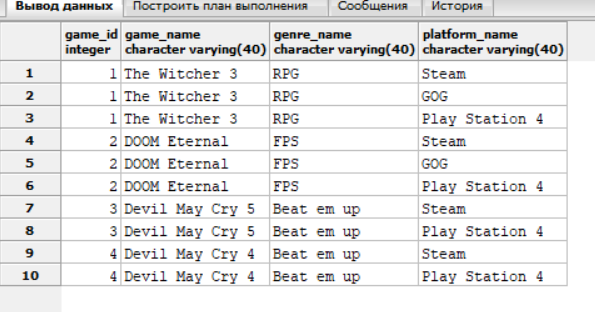 Вывод данных Построить план выполнения Сообщения История
game_id game_name genre_name platform_name
integer character varying(40) character varying(40) character varying(40)
1 1 The Witcher 3 RPG Steam
2 1 The Witcher 3 RPG GOG
3 1 The Witcher 3 RPG Play Station 4
4 2 DOOM Eternal FPS Steam
5 2 DOOM Eternal FPS GOG
6 2 DOOM Eternal FPS Play Station 4
7 3 Devil May Cry 5 Beat em up Steam
8 3 Devil May Cry 5 Beat em up Play Station 4
9 4 Devil May Cry 4 Beat em up Steam
10 4 Devil May Cry 4 Beat em up Play Station 4